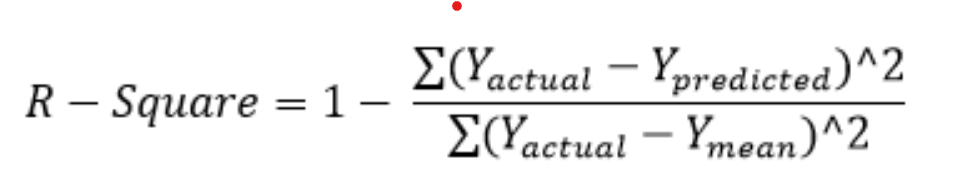 R − Square = 1 − ∑(Y_actual − Y_predicted)^2 / ∑(Y_actual − Y_mean)^2